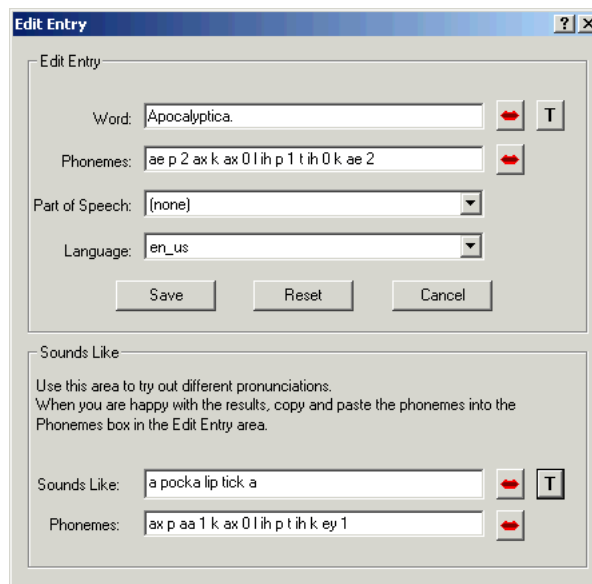 Edit Entry
Edit Entry
Word: Apocalyptica. T
Phonemes: ae p 2 ax k ax 0 l ih p 1 t ih 0 k ae 2
Part of Speech: (none)
Language: en_us
Save Reset Cancel
Sounds Like
Use this area to try out different pronunciations.
When you are happy with the results, copy and paste the phonemes into the
Phonemes box in the Edit Entry area.
Sounds Like: a pocka lip tick a T
Phonemes: ax p aa 1 k ax 0 l ih p t ih k ey 1